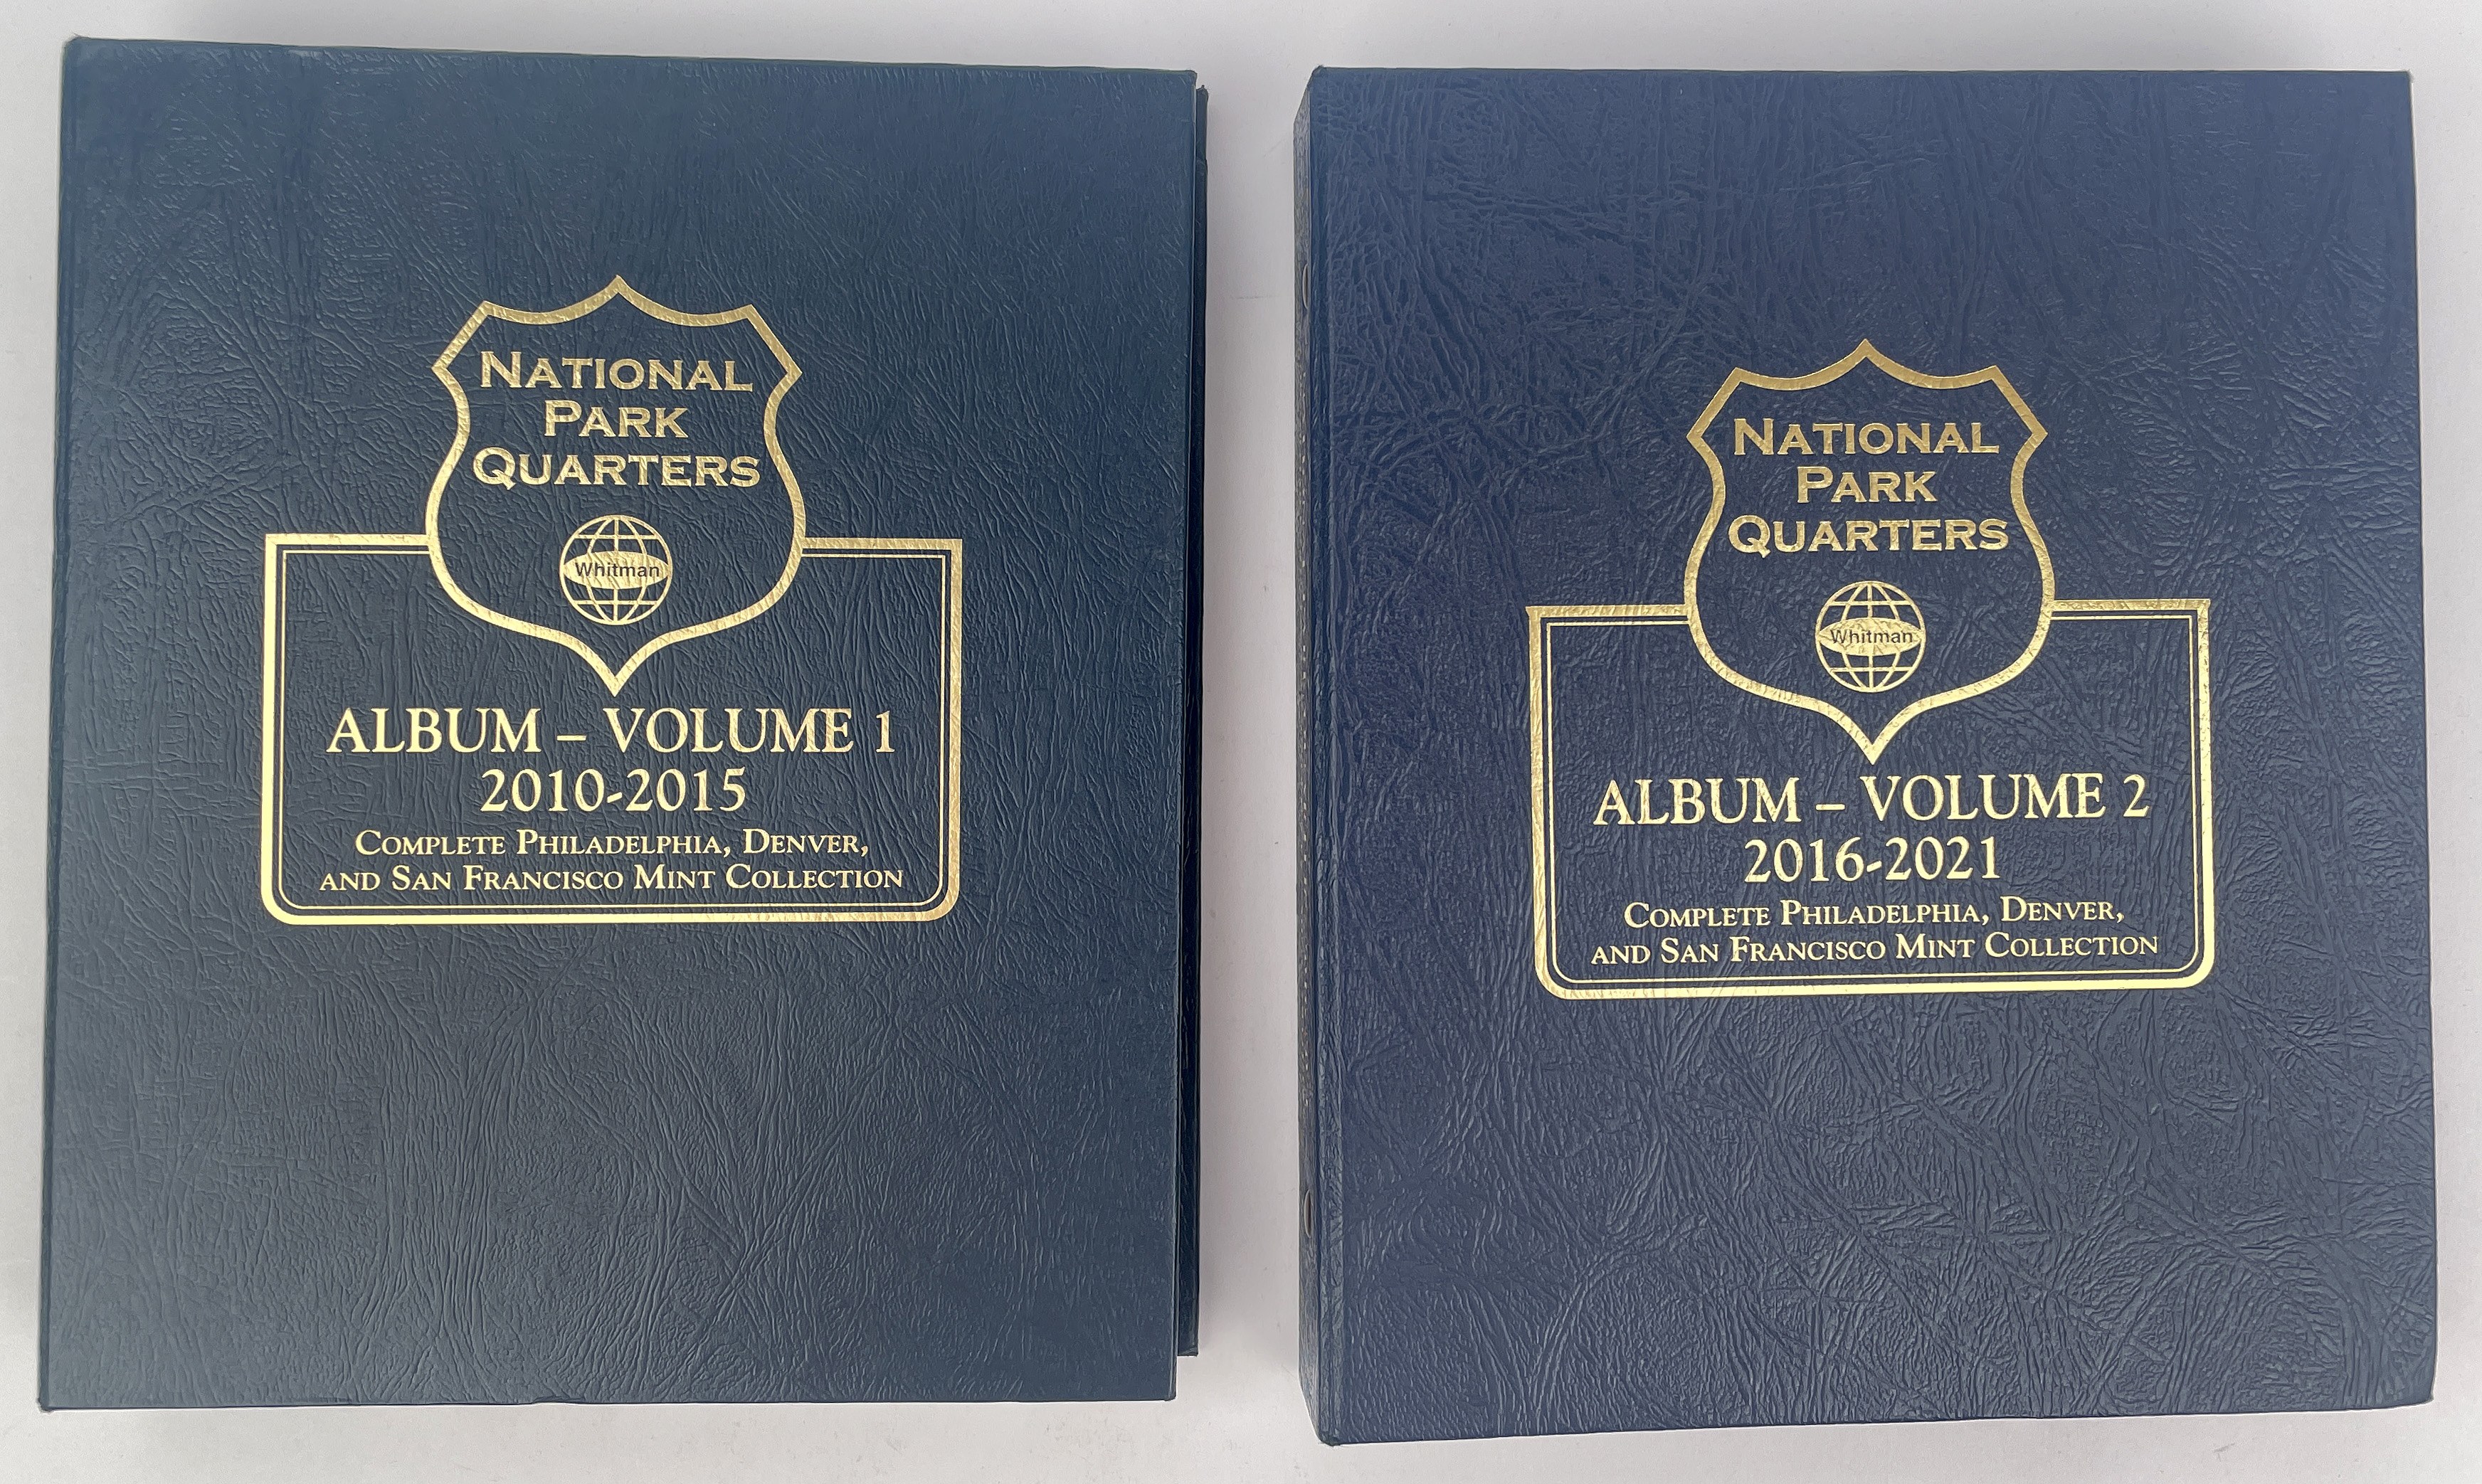 NATIONAL
PARK
QUARTERS
Whitman
ALBUM – VOLUME 1
2010-2015
COMPLETE PHILADELPHIA, DENVER,
AND SAN FRANCISCO MINT COLLECTION
NATIONAL
PARK
QUARTERS
Whitman
ALBUM – VOLUME 2
2016-2021
COMPLETE PHILADELPHIA, DENVER,
AND SAN FRANCISCO MINT COLLECTION